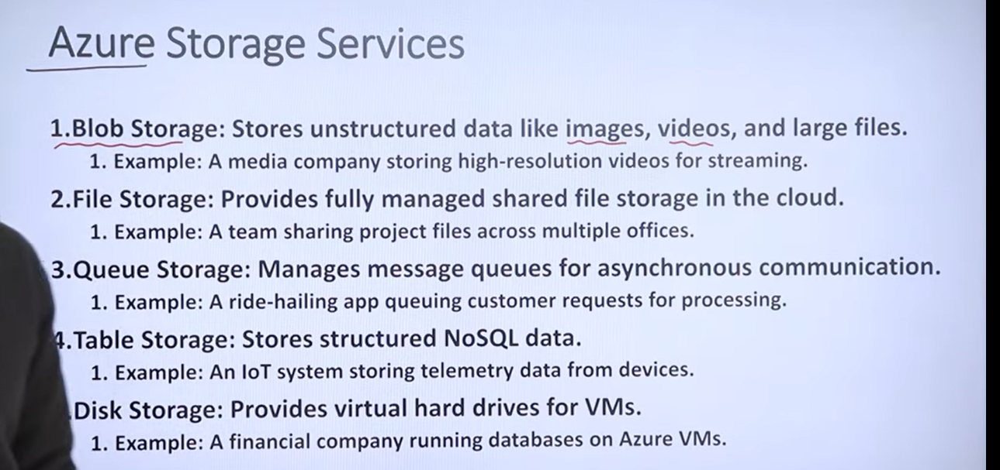 Azure Storage Services
1.Blob Storage: Stores unstructured data like images, videos, and large files.
1. Example: A media company storing high-resolution videos for streaming.
2.File Storage: Provides fully managed shared file storage in the cloud.
1. Example: A team sharing project files across multiple offices.
3.Queue Storage: Manages message queues for asynchronous communication.
1. Example: A ride-hailing app queuing customer requests for processing.
4.Table Storage: Stores structured NoSQL data.
1. Example: An IoT system storing telemetry data from devices.
.Disk Storage: Provides virtual hard drives for VMs.
1. Example: A financial company running databases on Azure VMs.